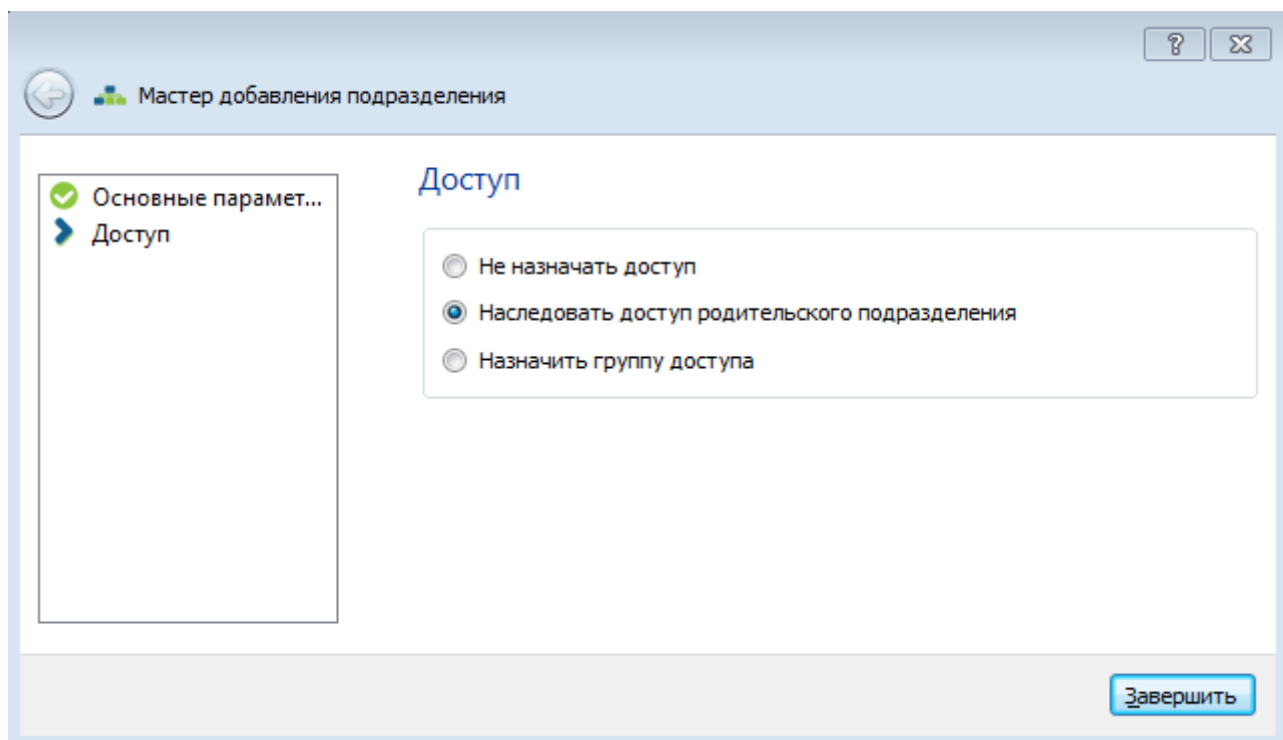 Мастер добавления подразделения
Основные парамет...
Доступ
Доступ
Не назначать доступ
Наследовать доступ родительского подразделения
Назначить группу доступа
Завершить